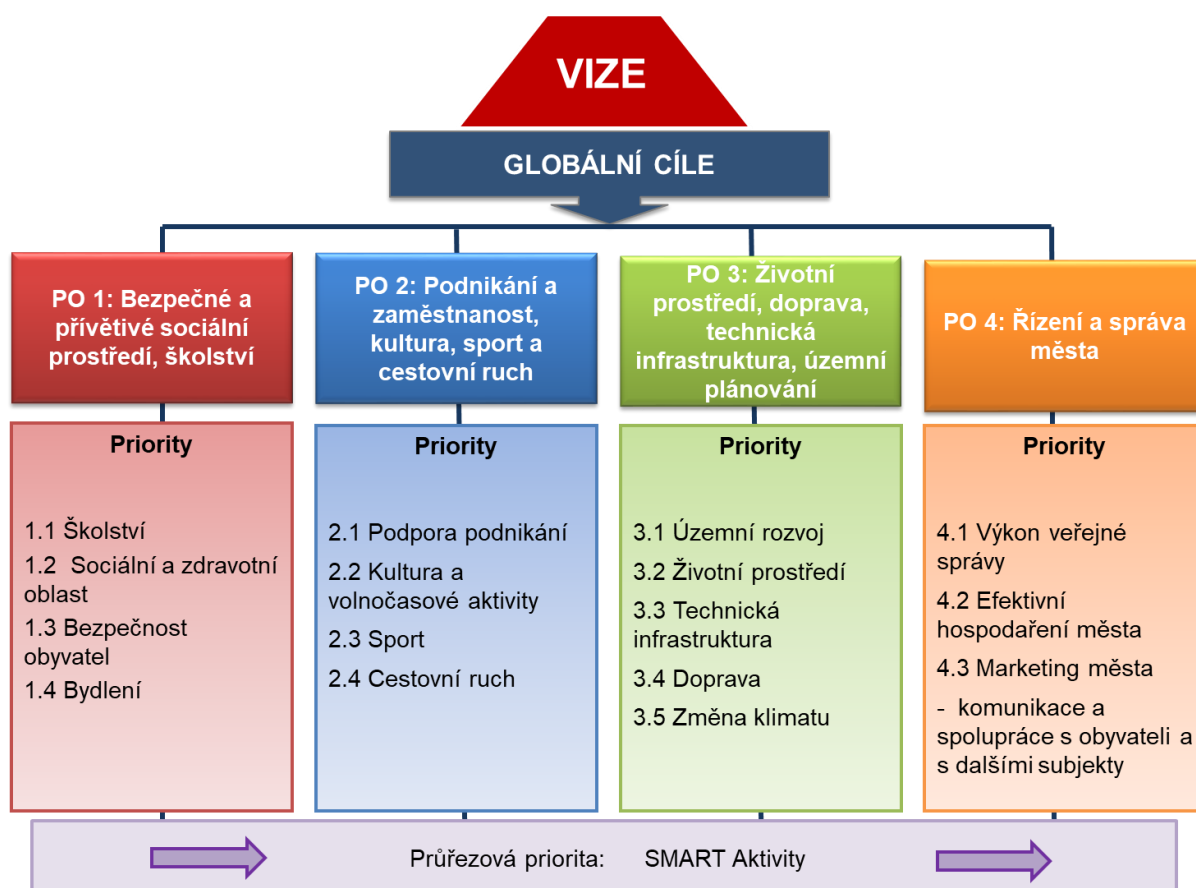 VIZE
GLOBÁLNÍ CÍLE
PO 1: Bezpečné a
přívětivé sociální
prostředí, školství
PO 2: Podnikání a
zaměstnanost,
kultura, sport a
cestovní ruch
PO 3: Životní
prostředí, doprava,
technická
infrastruktura, územní
plánování
PO 4: Řízení a správa
města
Priority
1.1 Školství
1.2 Sociální a zdravotní
oblast
1.3 Bezpečnost
obyvatel
1.4 Bydlení
Priority
2.1 Podpora podnikání
2.2 Kultura a
volnočasové aktivity
2.3 Sport
2.4 Cestovní ruch
Priority
3.1 Územní rozvoj
3.2 Životní prostředí
3.3 Technická
infrastruktura
3.4 Doprava
3.5 Změna klimatu
Priority
4.1 Výkon veřejné
správy
4.2 Efektivní
hospodaření města
4.3 Marketing města
- komunikace a
spolupráce s obyvateli a
s dalšími subjekty
Průřezová priorita: SMART Aktivity